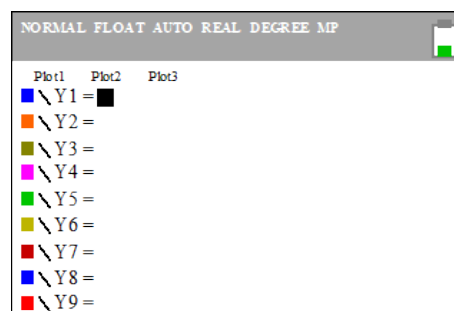 NORMAL FLOAT AUTO REAL DEGREE MP
Plot1 Plot2 Plot3
\Y1=
\Y2=
\Y3=
\Y4=
\Y5=
\Y6=
\Y7=
\Y8=
\Y9=